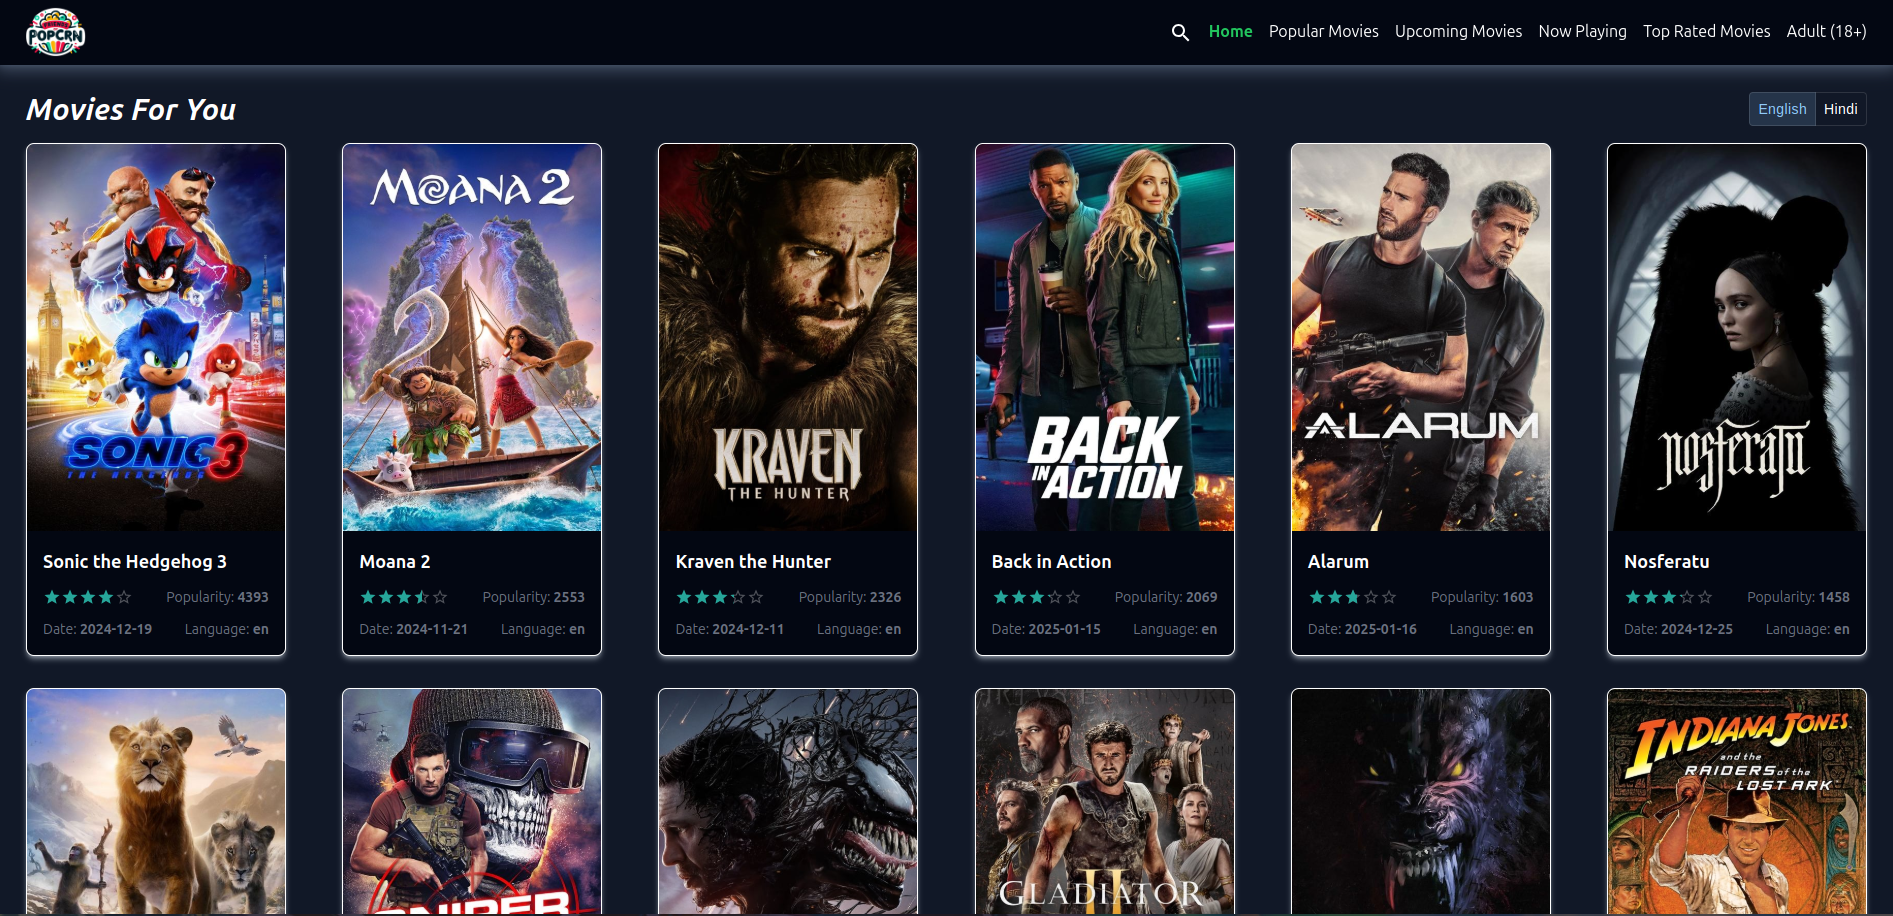 FRIENDS
POPCRN
Home Popular Movies Upcoming Movies Now Playing Top Rated Movies Adult (18+)
Movies For You
English Hindi
SONIC 3
THE HEDGEHOG
MOANA 2
KRAVEN
THE HUNTER
BACK
IN ACTION
ALARUM
nosferatu
Sonic the Hedgehog 3
Popularity: 4393
Date: 2024-12-19 Language: en
Moana 2
Popularity: 2553
Date: 2024-11-21 Language: en
Kraven the Hunter
Popularity: 2326
Date: 2024-12-11 Language: en
Back in Action
Popularity: 2069
Date: 2025-01-15 Language: en
Alarum
Popularity: 1603
Date: 2025-01-16 Language: en
Nosferatu
Popularity: 1458
Date: 2024-12-25 Language: en
SNIPER
GLADIATOR
II
INDIANA JONES
and the
RAIDERS of the
LOST ARK